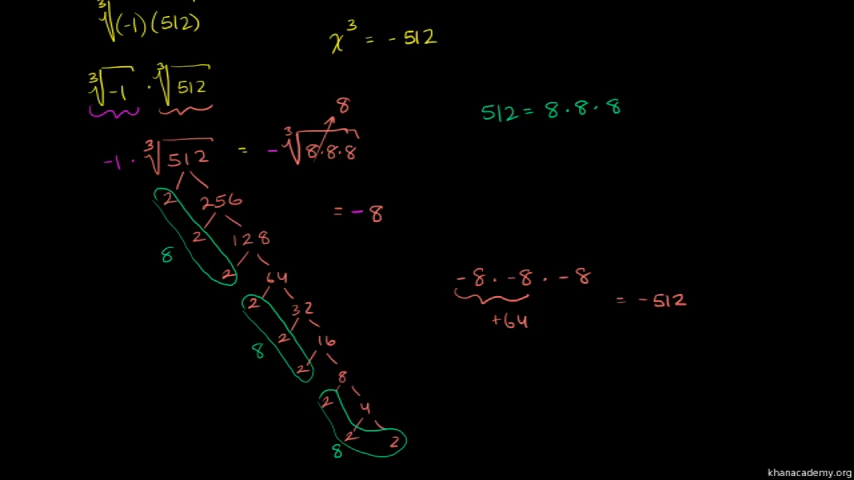 ∛(-1)(512)
x³ = -512
∛-1 · ∛512
512 = 8·8·8
8
-1 · ∛512 = -∛8·8·8
2 256
= -8
2 128
8
2 64
-8 · -8 · -8 = -512
+64
2 32
2 16
8
2 8
2 4
2 2
8
khanacademy.org